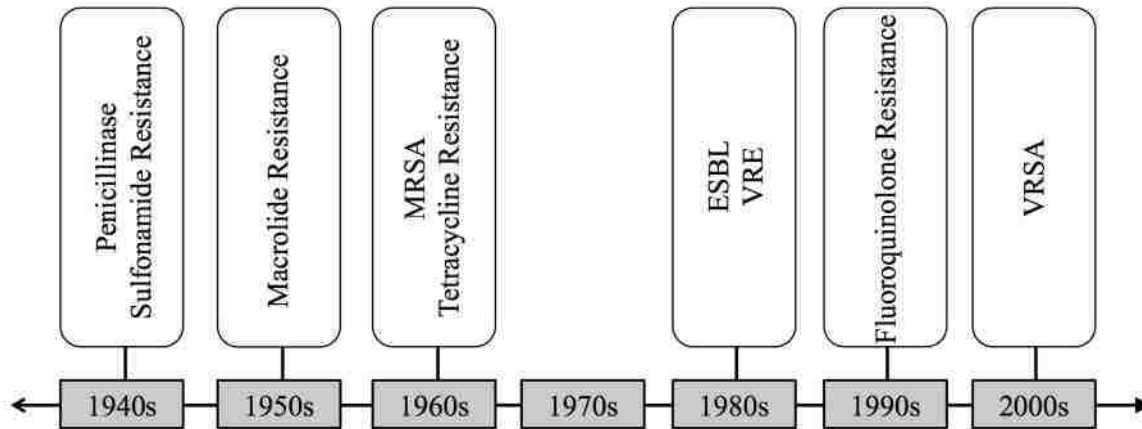 Penicillinase
Sulfonamide Resistance
Macrolide Resistance
MRSA
Tetracycline Resistance
ESBL
VRE
Fluoroquinolone Resistance
VRSA
1940s
1950s
1960s
1970s
1980s
1990s
2000s